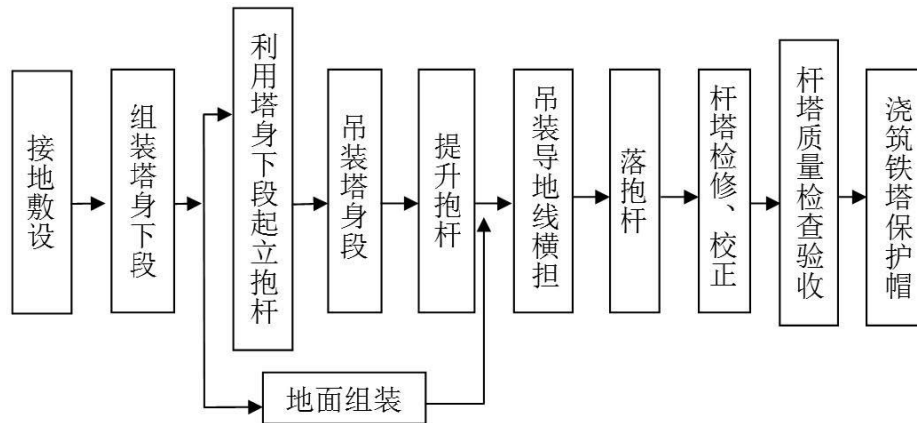 接地敷设
组装塔身下段
利用塔身下段起立抱杆
吊装塔身段
提升抱杆
吊装导地线横担
落抱杆
杆塔检修、校正
杆塔质量检查验收
浇筑铁塔保护帽
地面组装